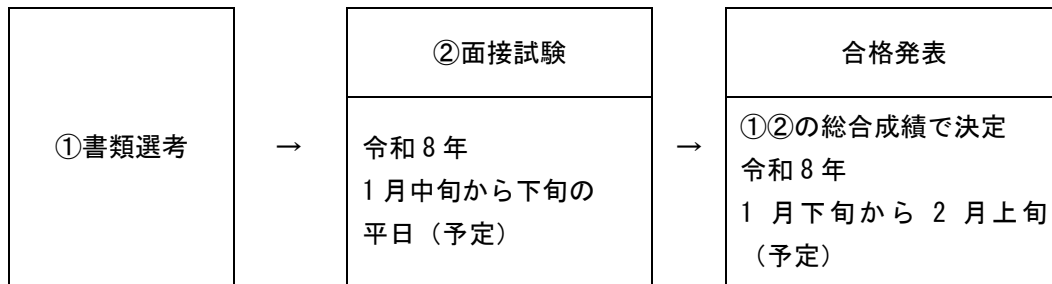 ①書類選考
→
②面接試験
令和8年
1月中旬から下旬の
平日（予定）
→
合格発表
①②の総合成績で決定
令和8年
1 月下旬から 2 月上旬
（予定）